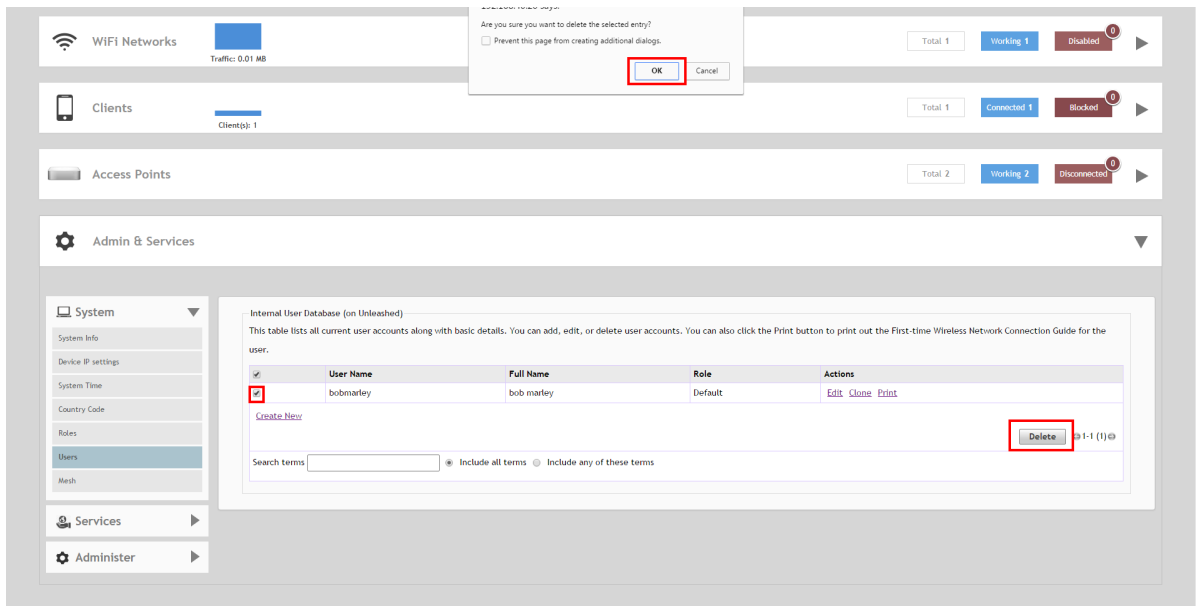 Are you sure you want to delete the selected entry?
Prevent this page from creating additional dialogs.
OK Cancel
WiFi Networks
Traffic: 0.01 MB
Total 1 Working 1 Disabled 0
Clients
Client(s): 1
Total 1 Connected 1 Blocked 0
Access Points
Total 2 Working 2 Disconnected 0
Admin & Services
System
System Info
Device IP settings
System Time
Country Code
Roles
Users
Mesh
Services
Administer
Internal User Database (on Unleashed)
This table lists all current user accounts along with basic details. You can add, edit, or delete user accounts. You can also click the Print button to print out the First-time Wireless Network Connection Guide for the
user.
User Name Full Name Role Actions
bobmarley bob marley Default Edit Clone Print
Create New
Delete 1-1 (1)
Search terms Include all terms Include any of these terms